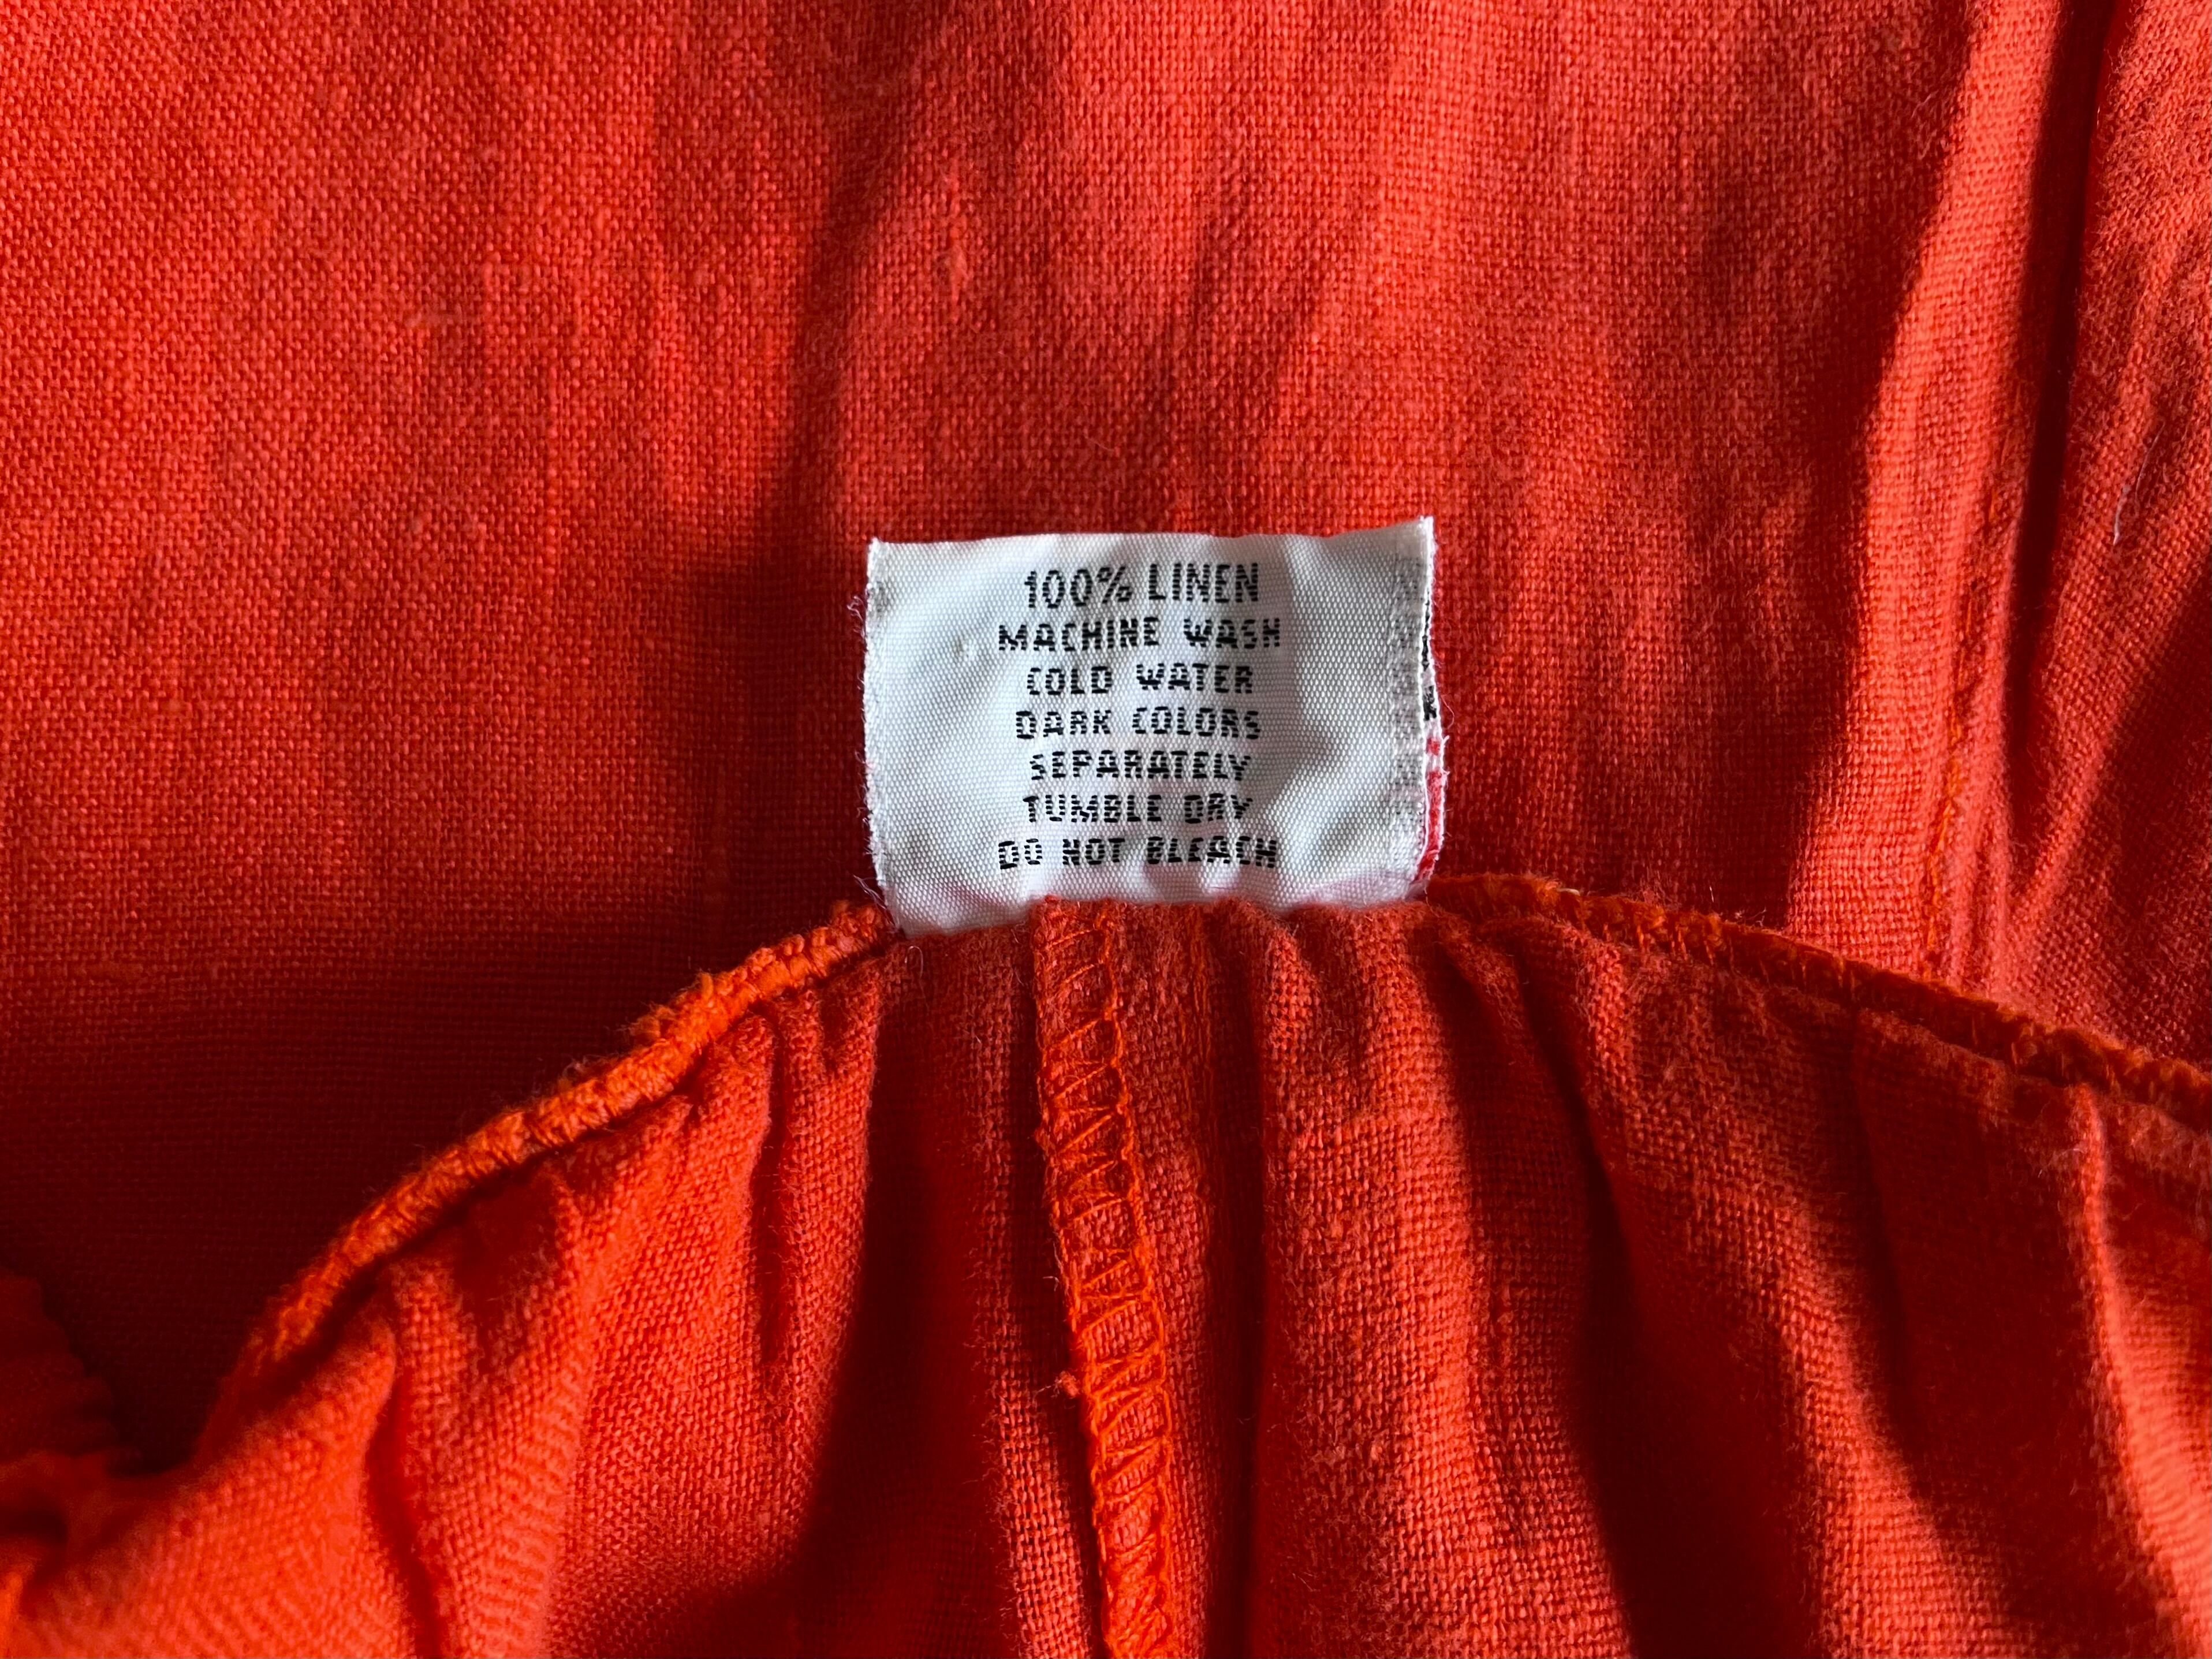 100% LINEN
MACHINE WASH
COLD WATER
DARK COLORS
SEPARATELY
TUMBLE DRY
DO NOT BLEACH